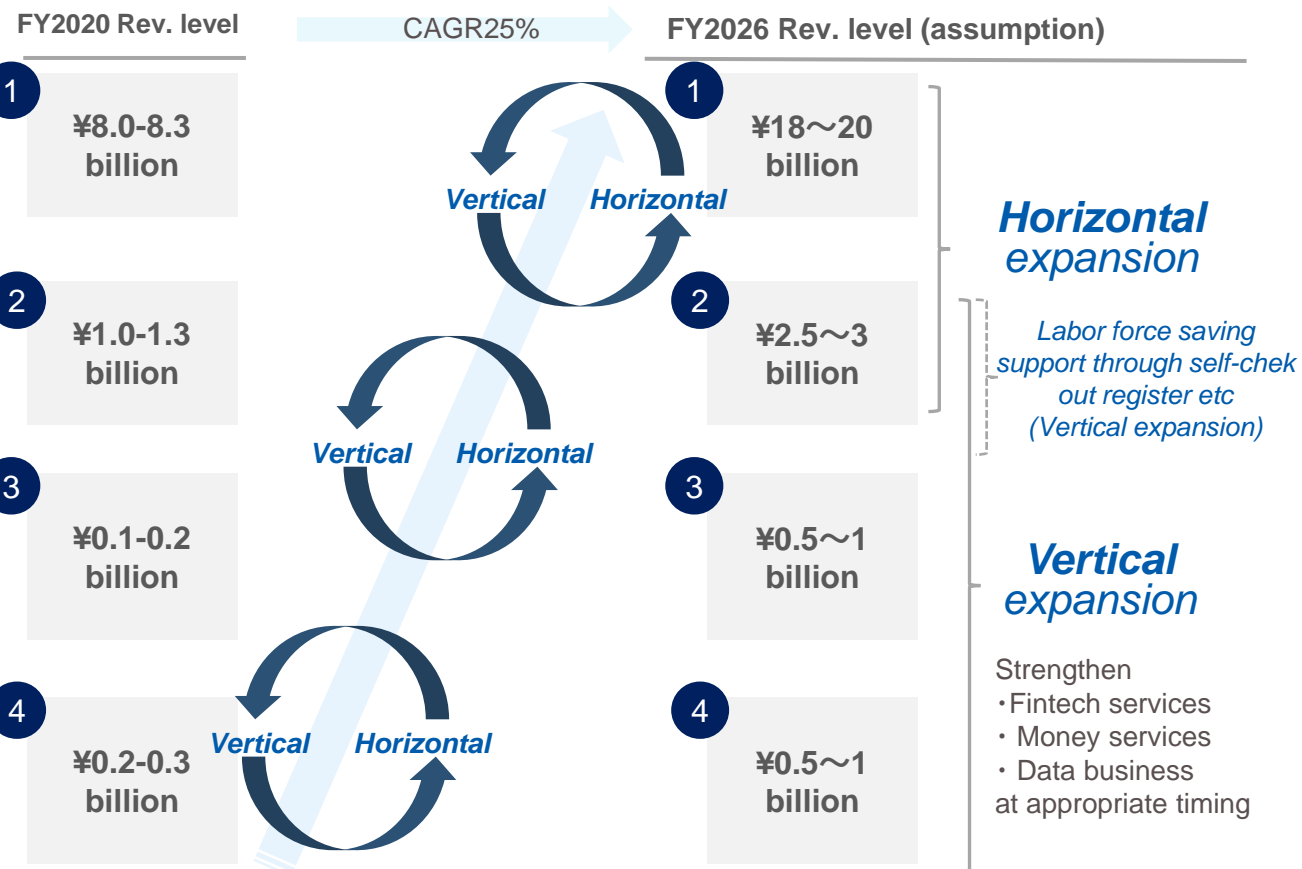 FY2020 Rev. level
CAGR25%
FY2026 Rev. level (assumption)
1
¥8.0-8.3
billion
2
¥1.0-1.3
billion
3
¥0.1-0.2
billion
4
¥0.2-0.3
billion
Vertical Horizontal
Vertical Horizontal
Vertical Horizontal
1
¥18～20
billion
2
¥2.5～3
billion
3
¥0.5～1
billion
4
¥0.5～1
billion
Horizontal
expansion
Labor force saving
support through self-chek
out register etc
(Vertical expansion)
Vertical
expansion
Strengthen
・Fintech services
・ Money services
・ Data business
at appropriate timing